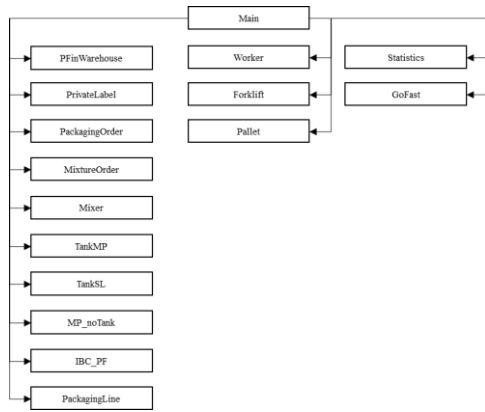 Main
PFinWarehouse
Worker
Statistics
PrivateLabel
Forklift
GoFast
PackagingOrder
Pallet
MixtureOrder
Mixer
TankMP
TankSL
MP_noTank
IBC_PF
PackagingLine